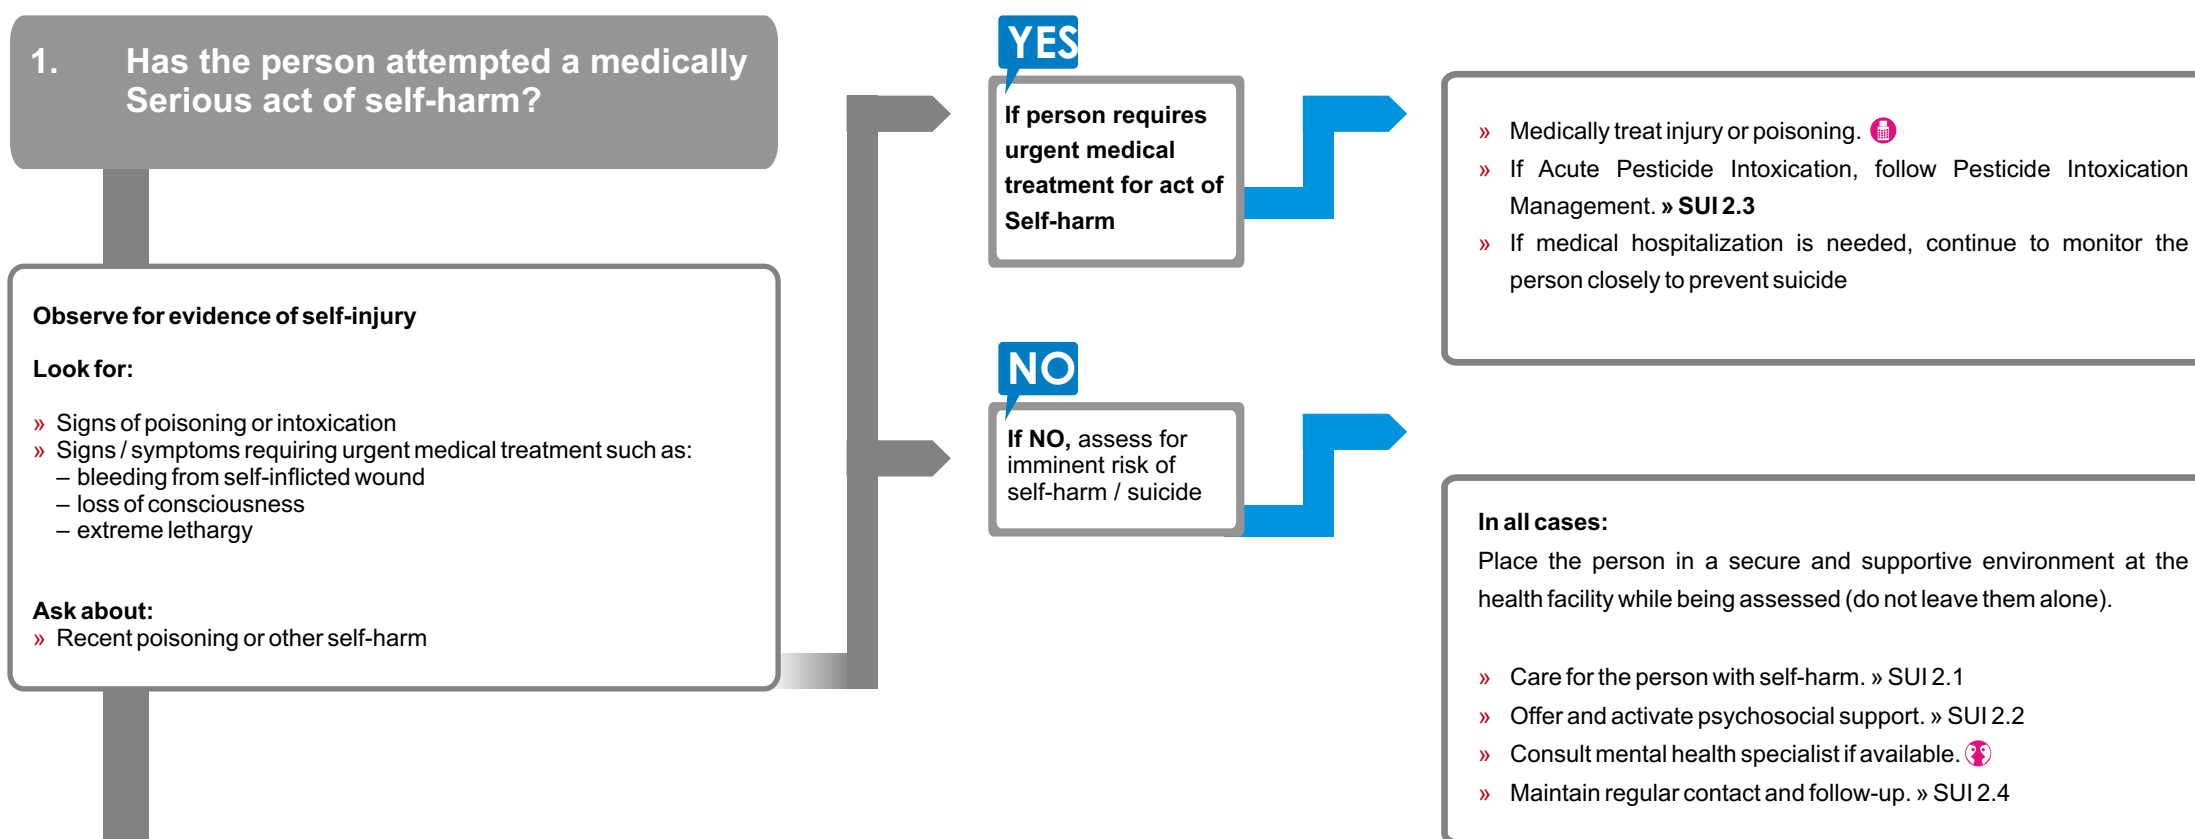 1. Has the person attempted a medically
Serious act of self-harm?
Observe for evidence of self-injury
Look for:
» Signs of poisoning or intoxication
» Signs / symptoms requiring urgent medical treatment such as:
– bleeding from self-inflicted wound
– loss of consciousness
– extreme lethargy
Ask about:
» Recent poisoning or other self-harm
YES
If person requires
urgent medical
treatment for act of
Self-harm
NO
If NO, assess for
imminent risk of
self-harm / suicide
» Medically treat injury or poisoning.
» If Acute Pesticide Intoxication, follow Pesticide Intoxication
Management. » SUI 2.3
» If medical hospitalization is needed, continue to monitor the
person closely to prevent suicide
In all cases:
Place the person in a secure and supportive environment at the
health facility while being assessed (do not leave them alone).
» Care for the person with self-harm. » SUI 2.1
» Offer and activate psychosocial support. » SUI 2.2
» Consult mental health specialist if available.
» Maintain regular contact and follow-up. » SUI 2.4